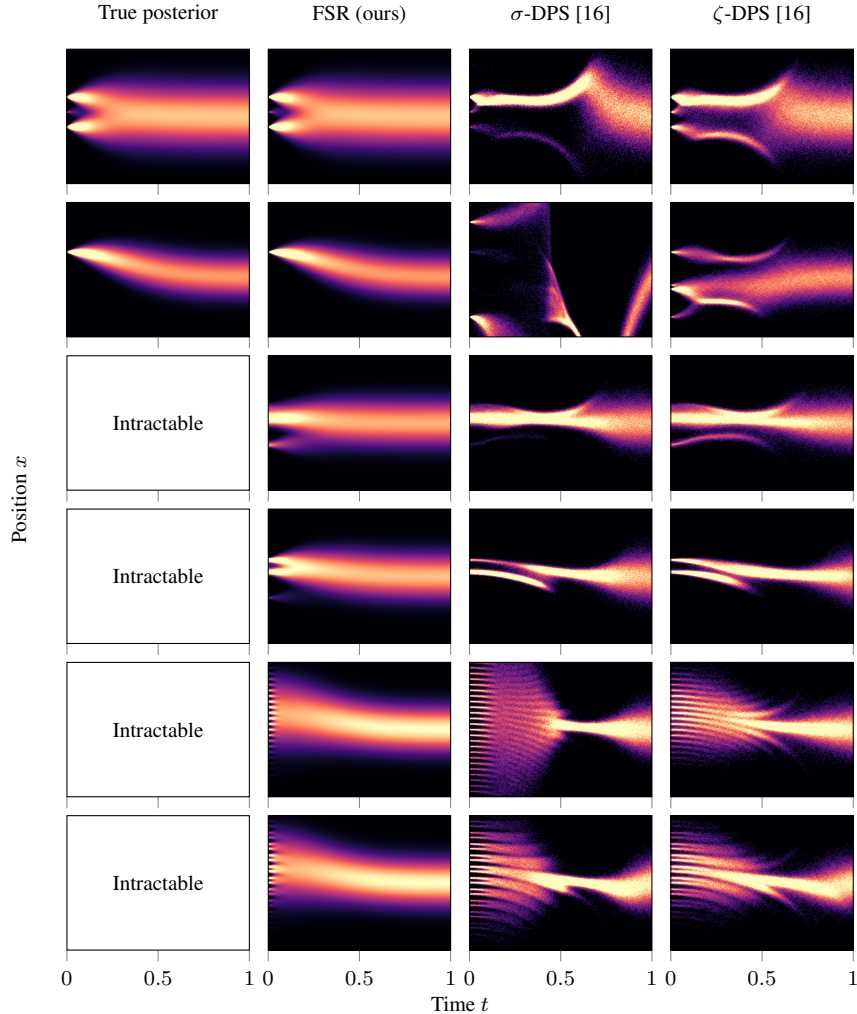 True posterior FSR (ours) σ-DPS [16] ζ-DPS [16]
Position x
Intractable
Intractable
Intractable
Intractable
0 0.5 1 0 0.5 1 0 0.5 1 0 0.5 1
Time t